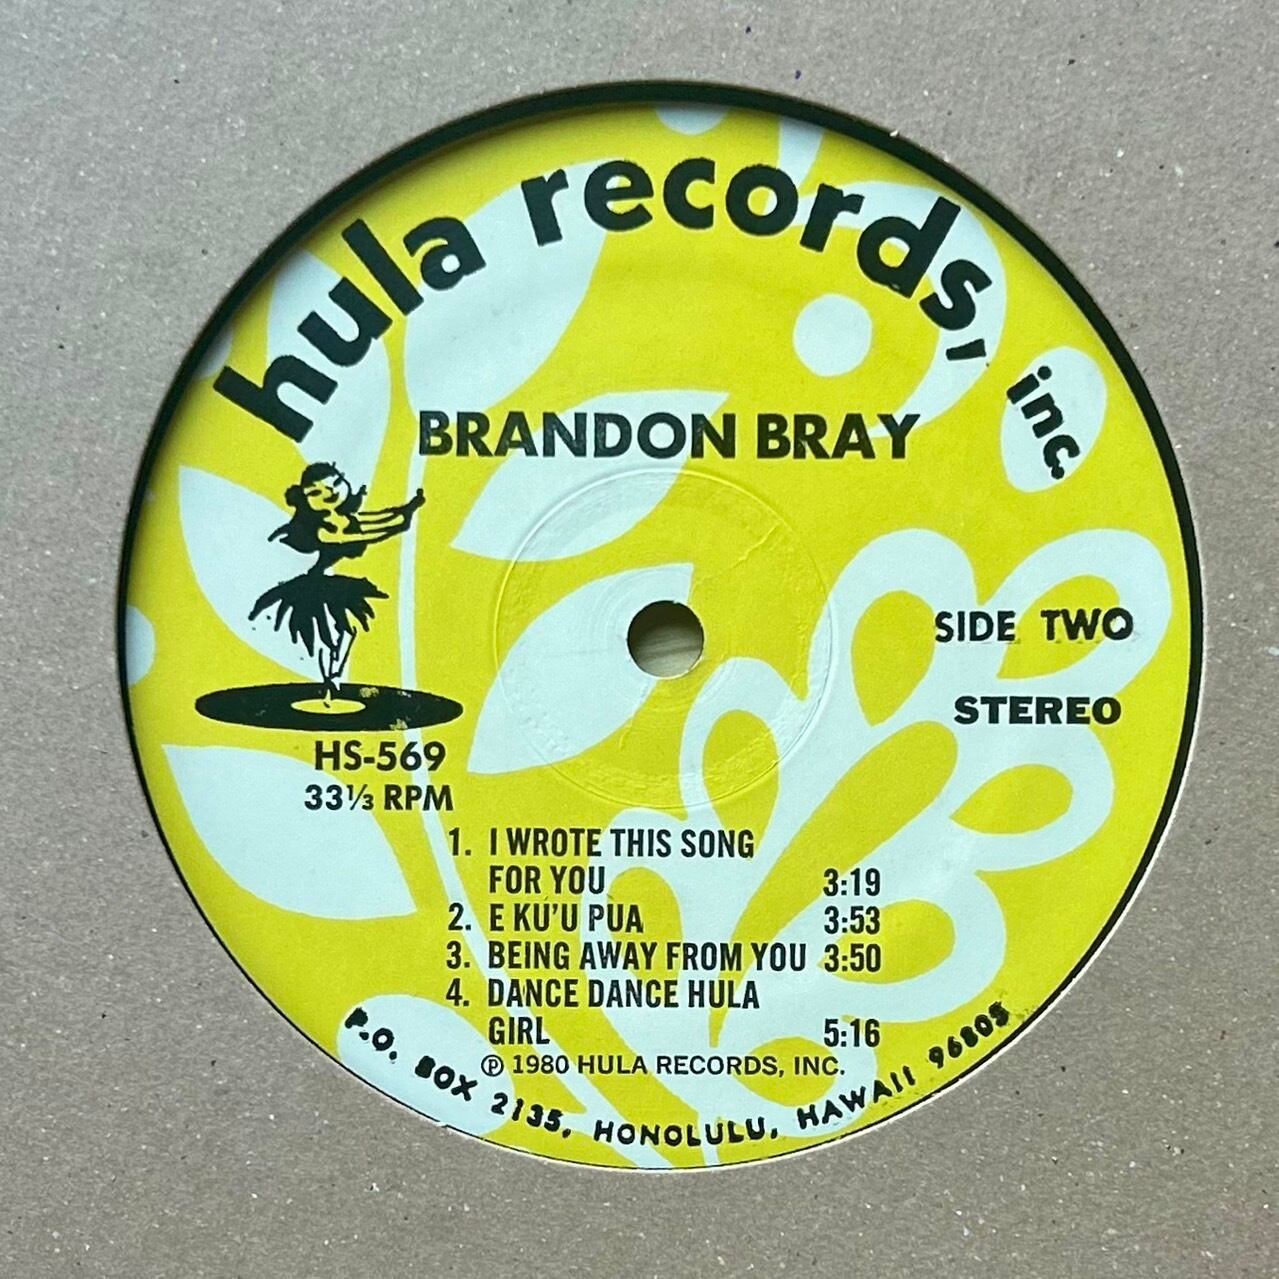 hula records, inc.
BRANDON BRAY
SIDE TWO
STEREO
HS-569
33⅓ RPM
1. I WROTE THIS SONG
FOR YOU 3:19
2. E KU'U PUA 3:53
3. BEING AWAY FROM YOU 3:50
4. DANCE DANCE HULA
GIRL 5:16
℗ 1980 HULA RECORDS, INC.
P.O. BOX 2135, HONOLULU, HAWAII 96805